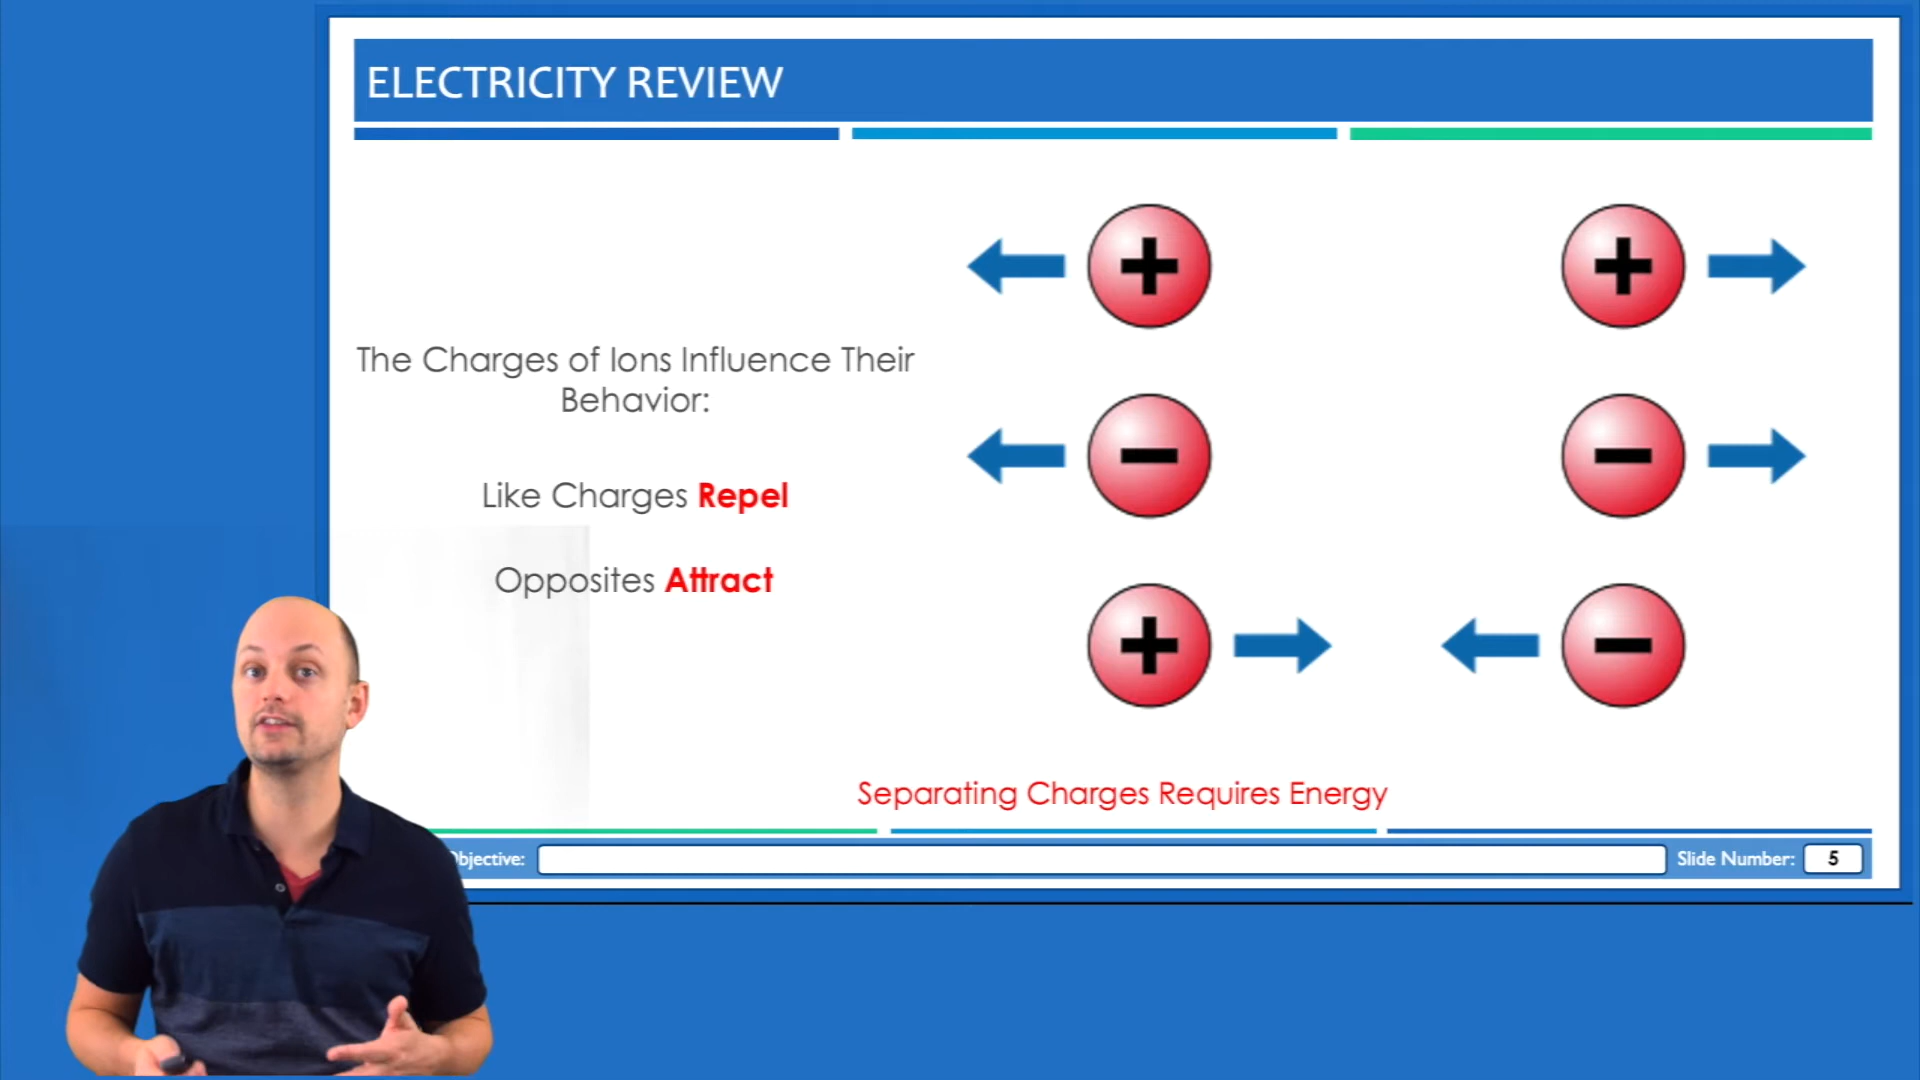 ELECTRICITY REVIEW
The Charges of Ions Influence Their
Behavior:
Like Charges Repel
Opposites Attract
+ +
− −
+ −
Separating Charges Requires Energy
bjective:
Slide Number: 5